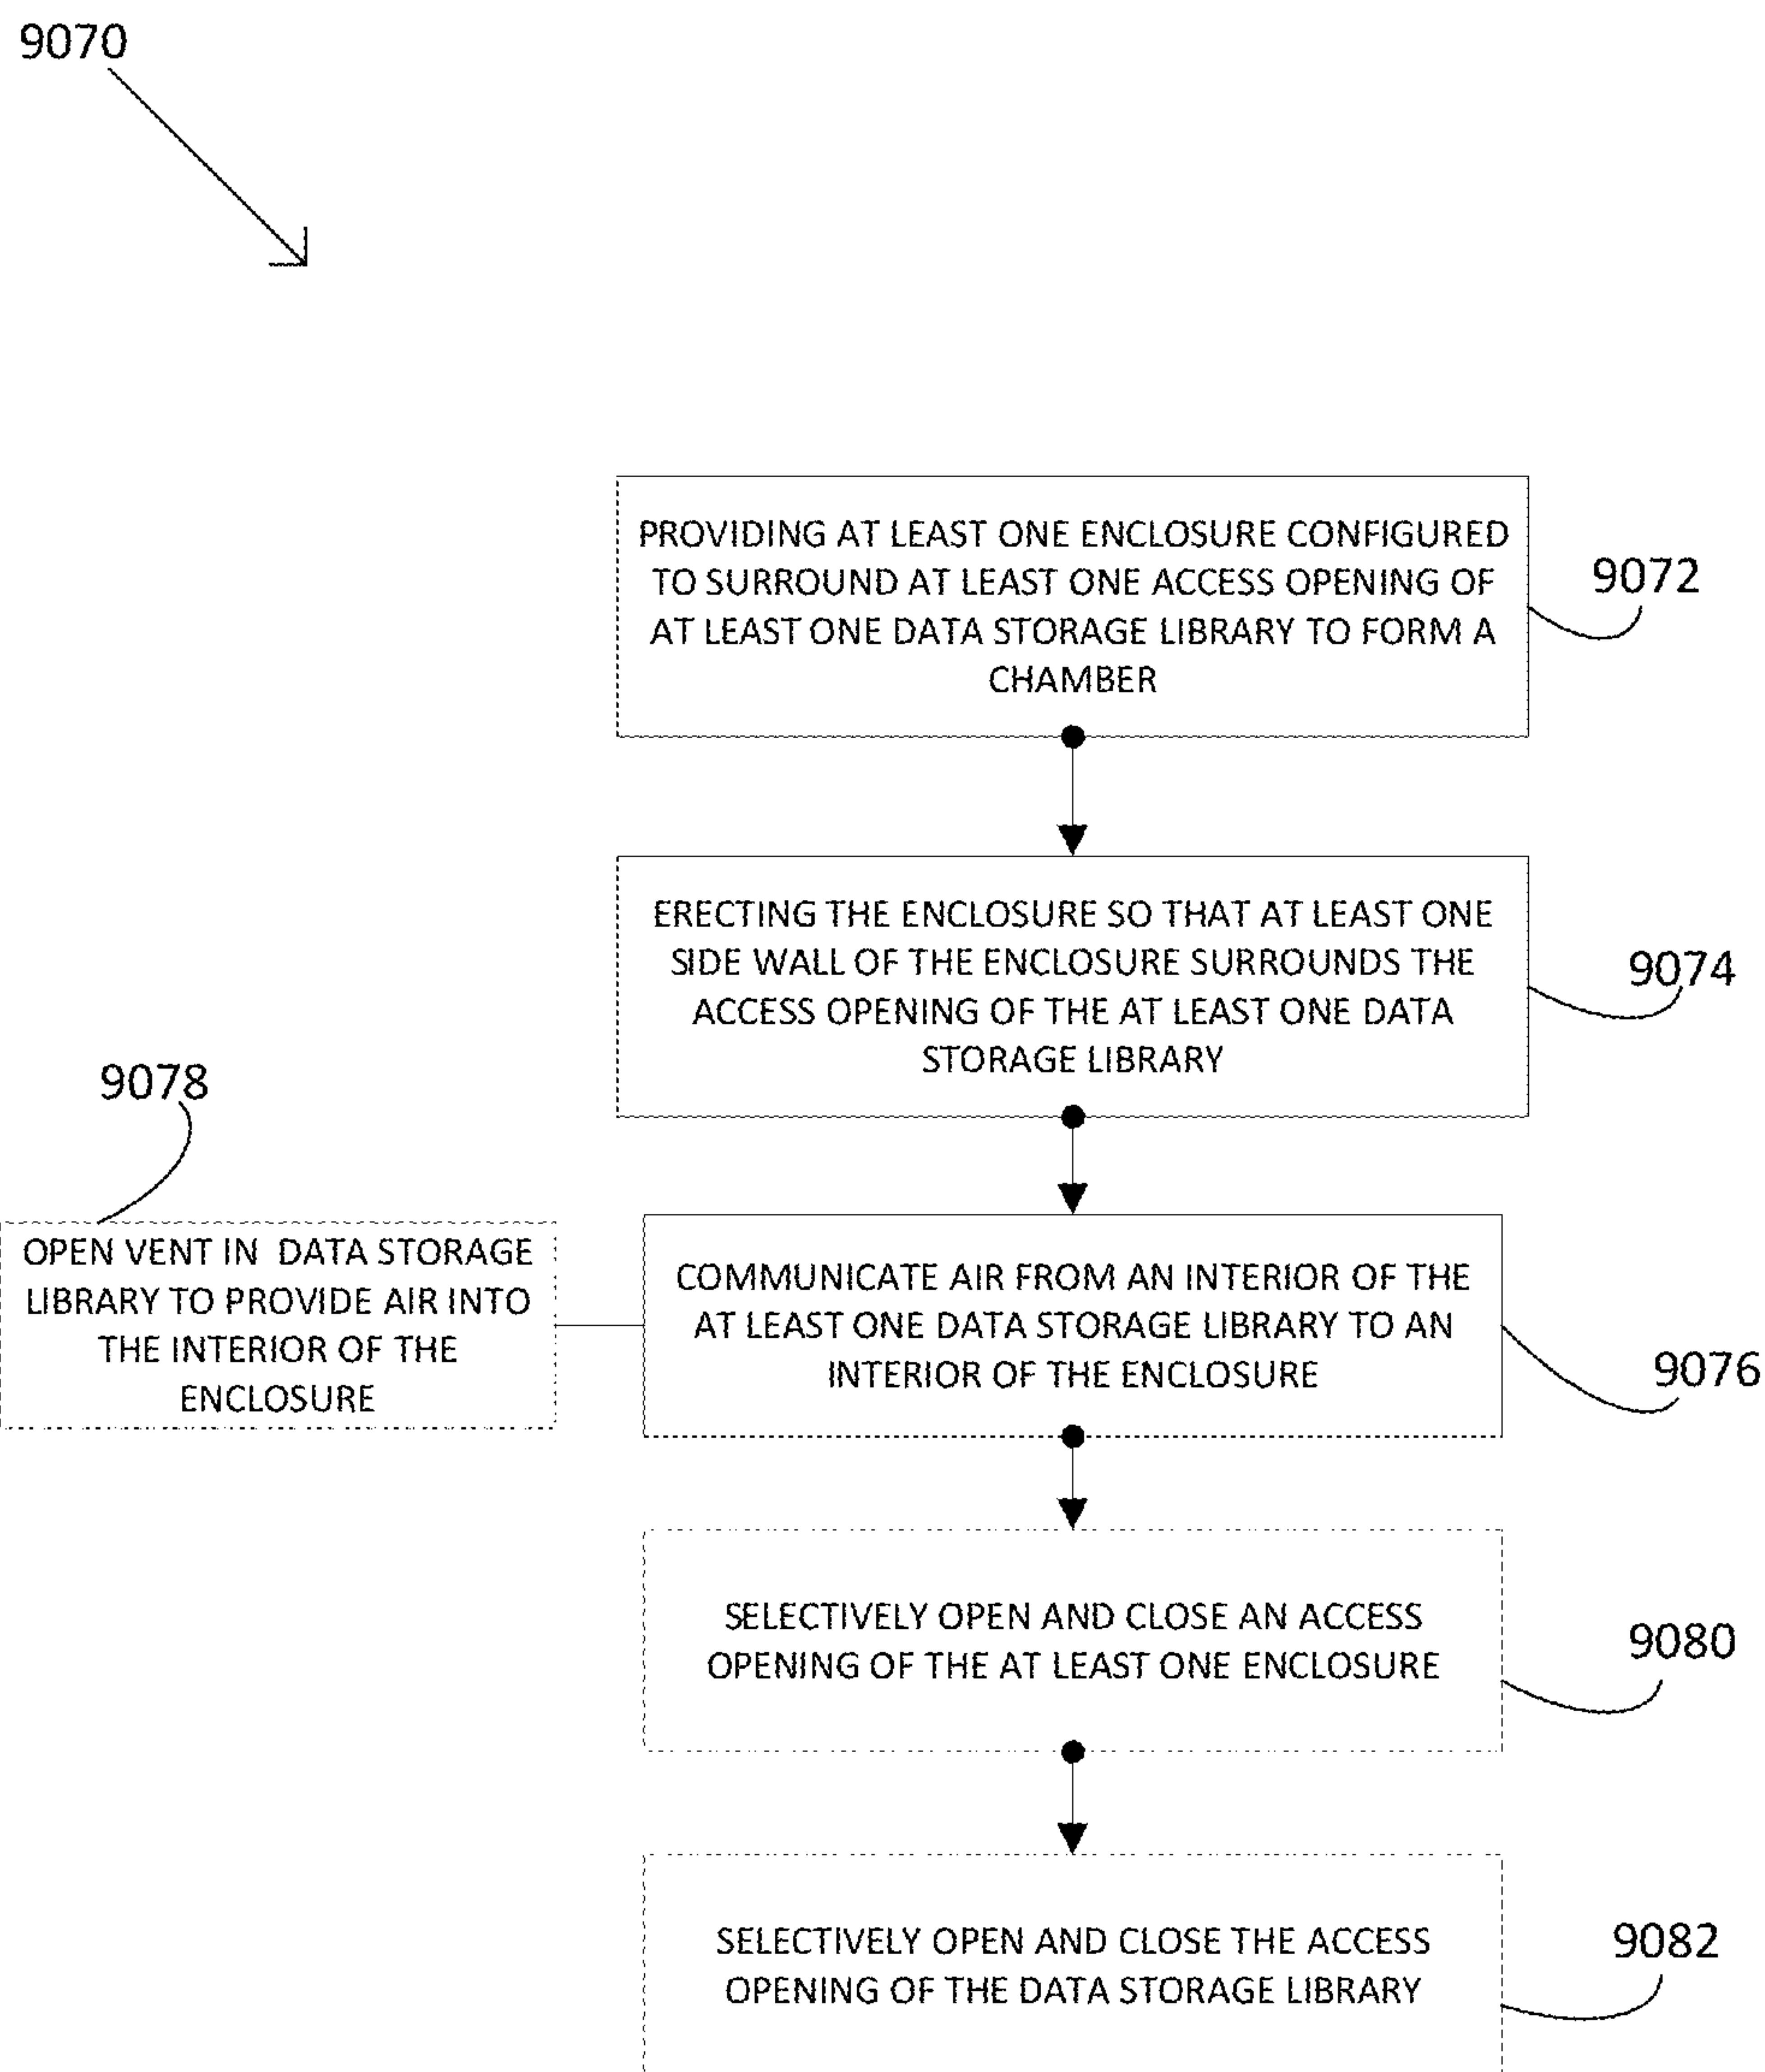 9070
PROVIDING AT LEAST ONE ENCLOSURE CONFIGURED
TO SURROUND AT LEAST ONE ACCESS OPENING OF
AT LEAST ONE DATA STORAGE LIBRARY TO FORM A
CHAMBER
9072
ERECTING THE ENCLOSURE SO THAT AT LEAST ONE
SIDE WALL OF THE ENCLOSURE SURROUNDS THE
ACCESS OPENING OF THE AT LEAST ONE DATA
STORAGE LIBRARY
9074
9078
OPEN VENT IN DATA STORAGE
LIBRARY TO PROVIDE AIR INTO
THE INTERIOR OF THE
ENCLOSURE
COMMUNICATE AIR FROM AN INTERIOR OF THE
AT LEAST ONE DATA STORAGE LIBRARY TO AN
INTERIOR OF THE ENCLOSURE
9076
SELECTIVELY OPEN AND CLOSE AN ACCESS
OPENING OF THE AT LEAST ONE ENCLOSURE
9080
SELECTIVELY OPEN AND CLOSE THE ACCESS
OPENING OF THE DATA STORAGE LIBRARY
9082